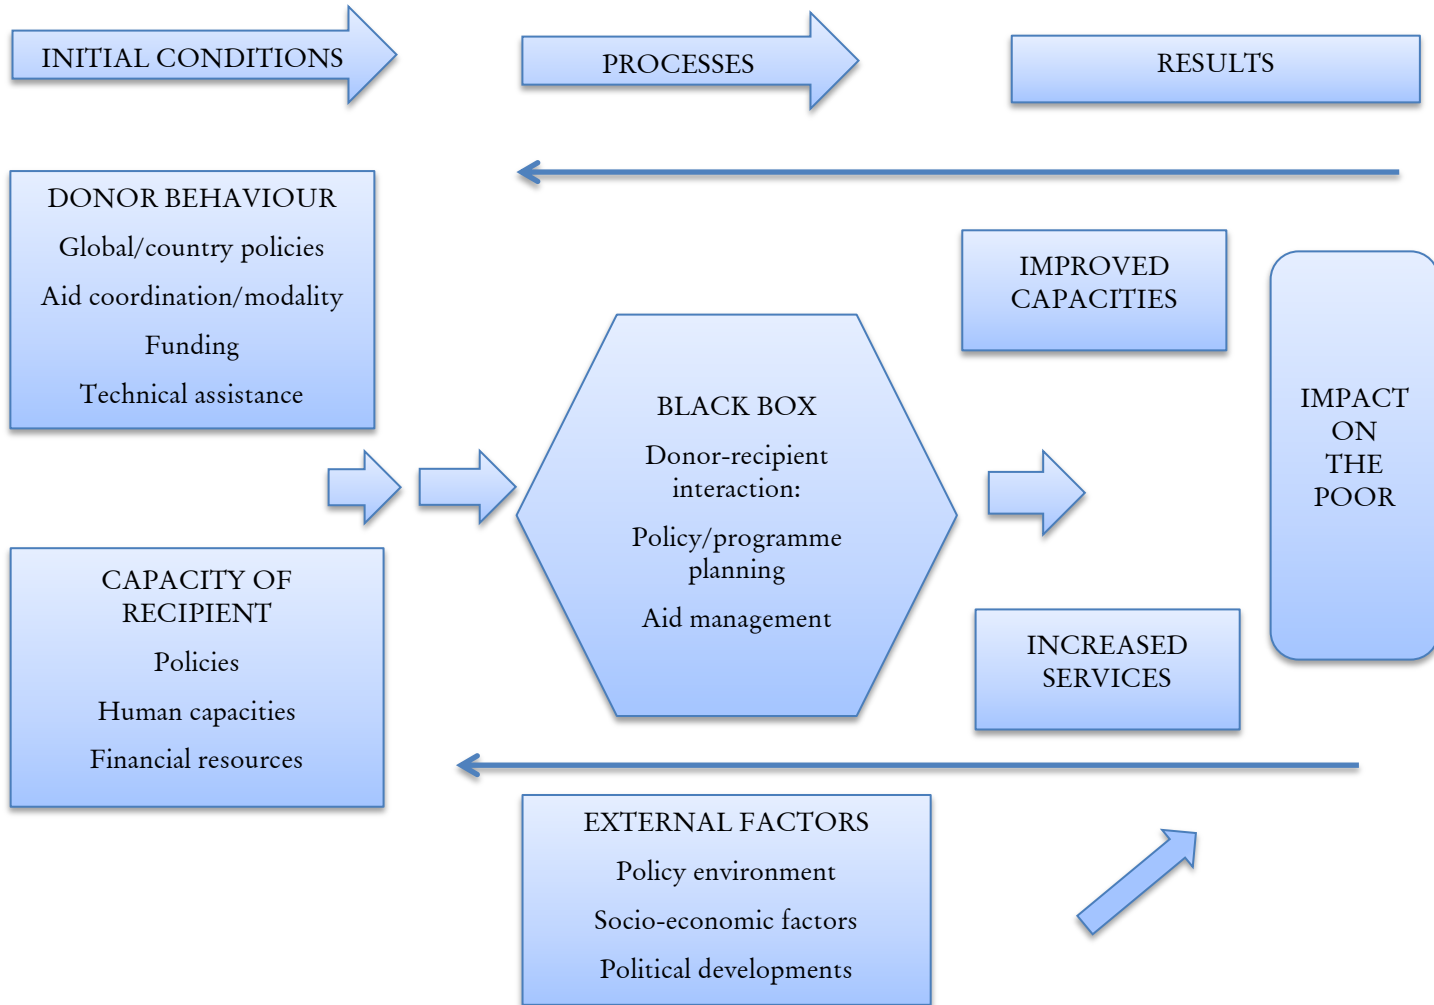 INITIAL CONDITIONS
PROCESSES
RESULTS
DONOR BEHAVIOUR
Global/country policies
Aid coordination/modality
Funding
Technical assistance
CAPACITY OF
RECIPIENT
Policies
Human capacities
Financial resources
BLACK BOX
Donor-recipient
interaction:
Policy/programme
planning
Aid management
IMPROVED
CAPACITIES
INCREASED
SERVICES
IMPACT
ON
THE
POOR
EXTERNAL FACTORS
Policy environment
Socio-economic factors
Political developments